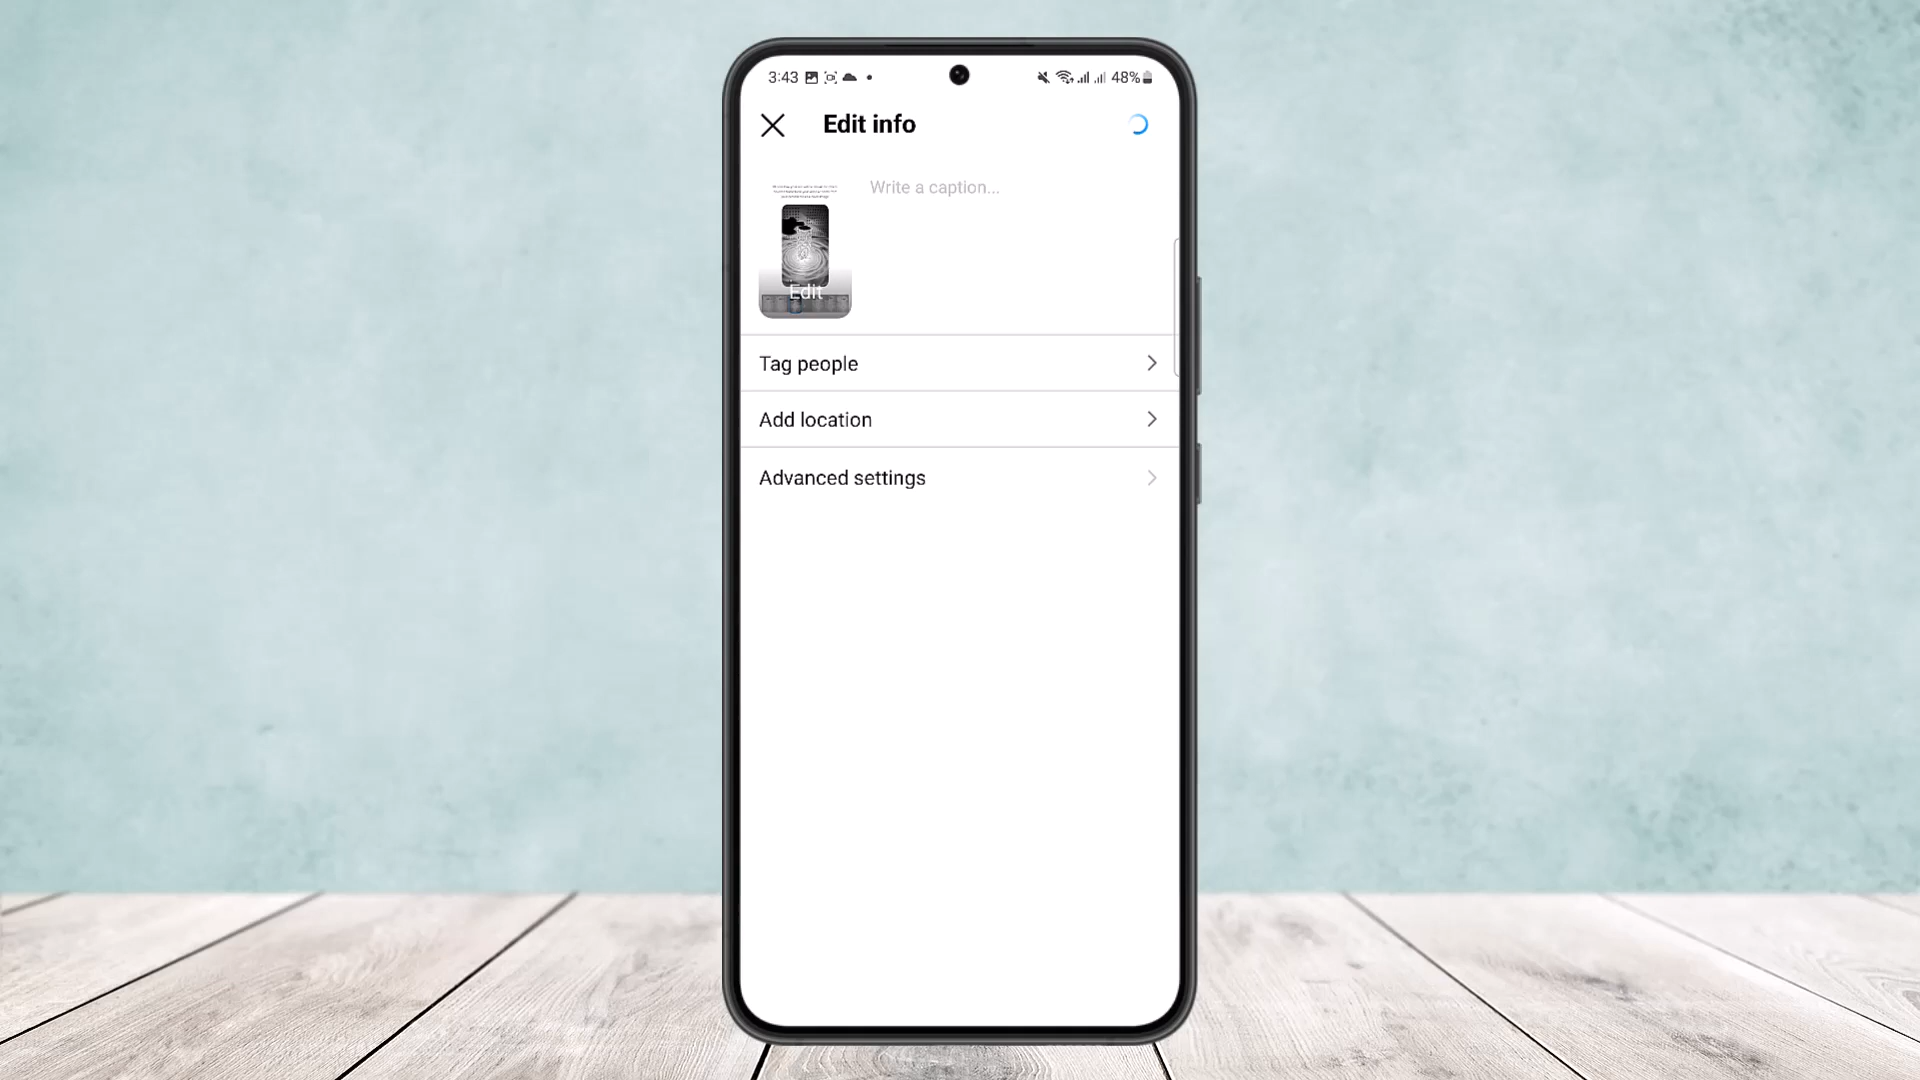 3:43
48%
Edit info
Write a caption...
Edit
Tag people
Add location
Advanced settings